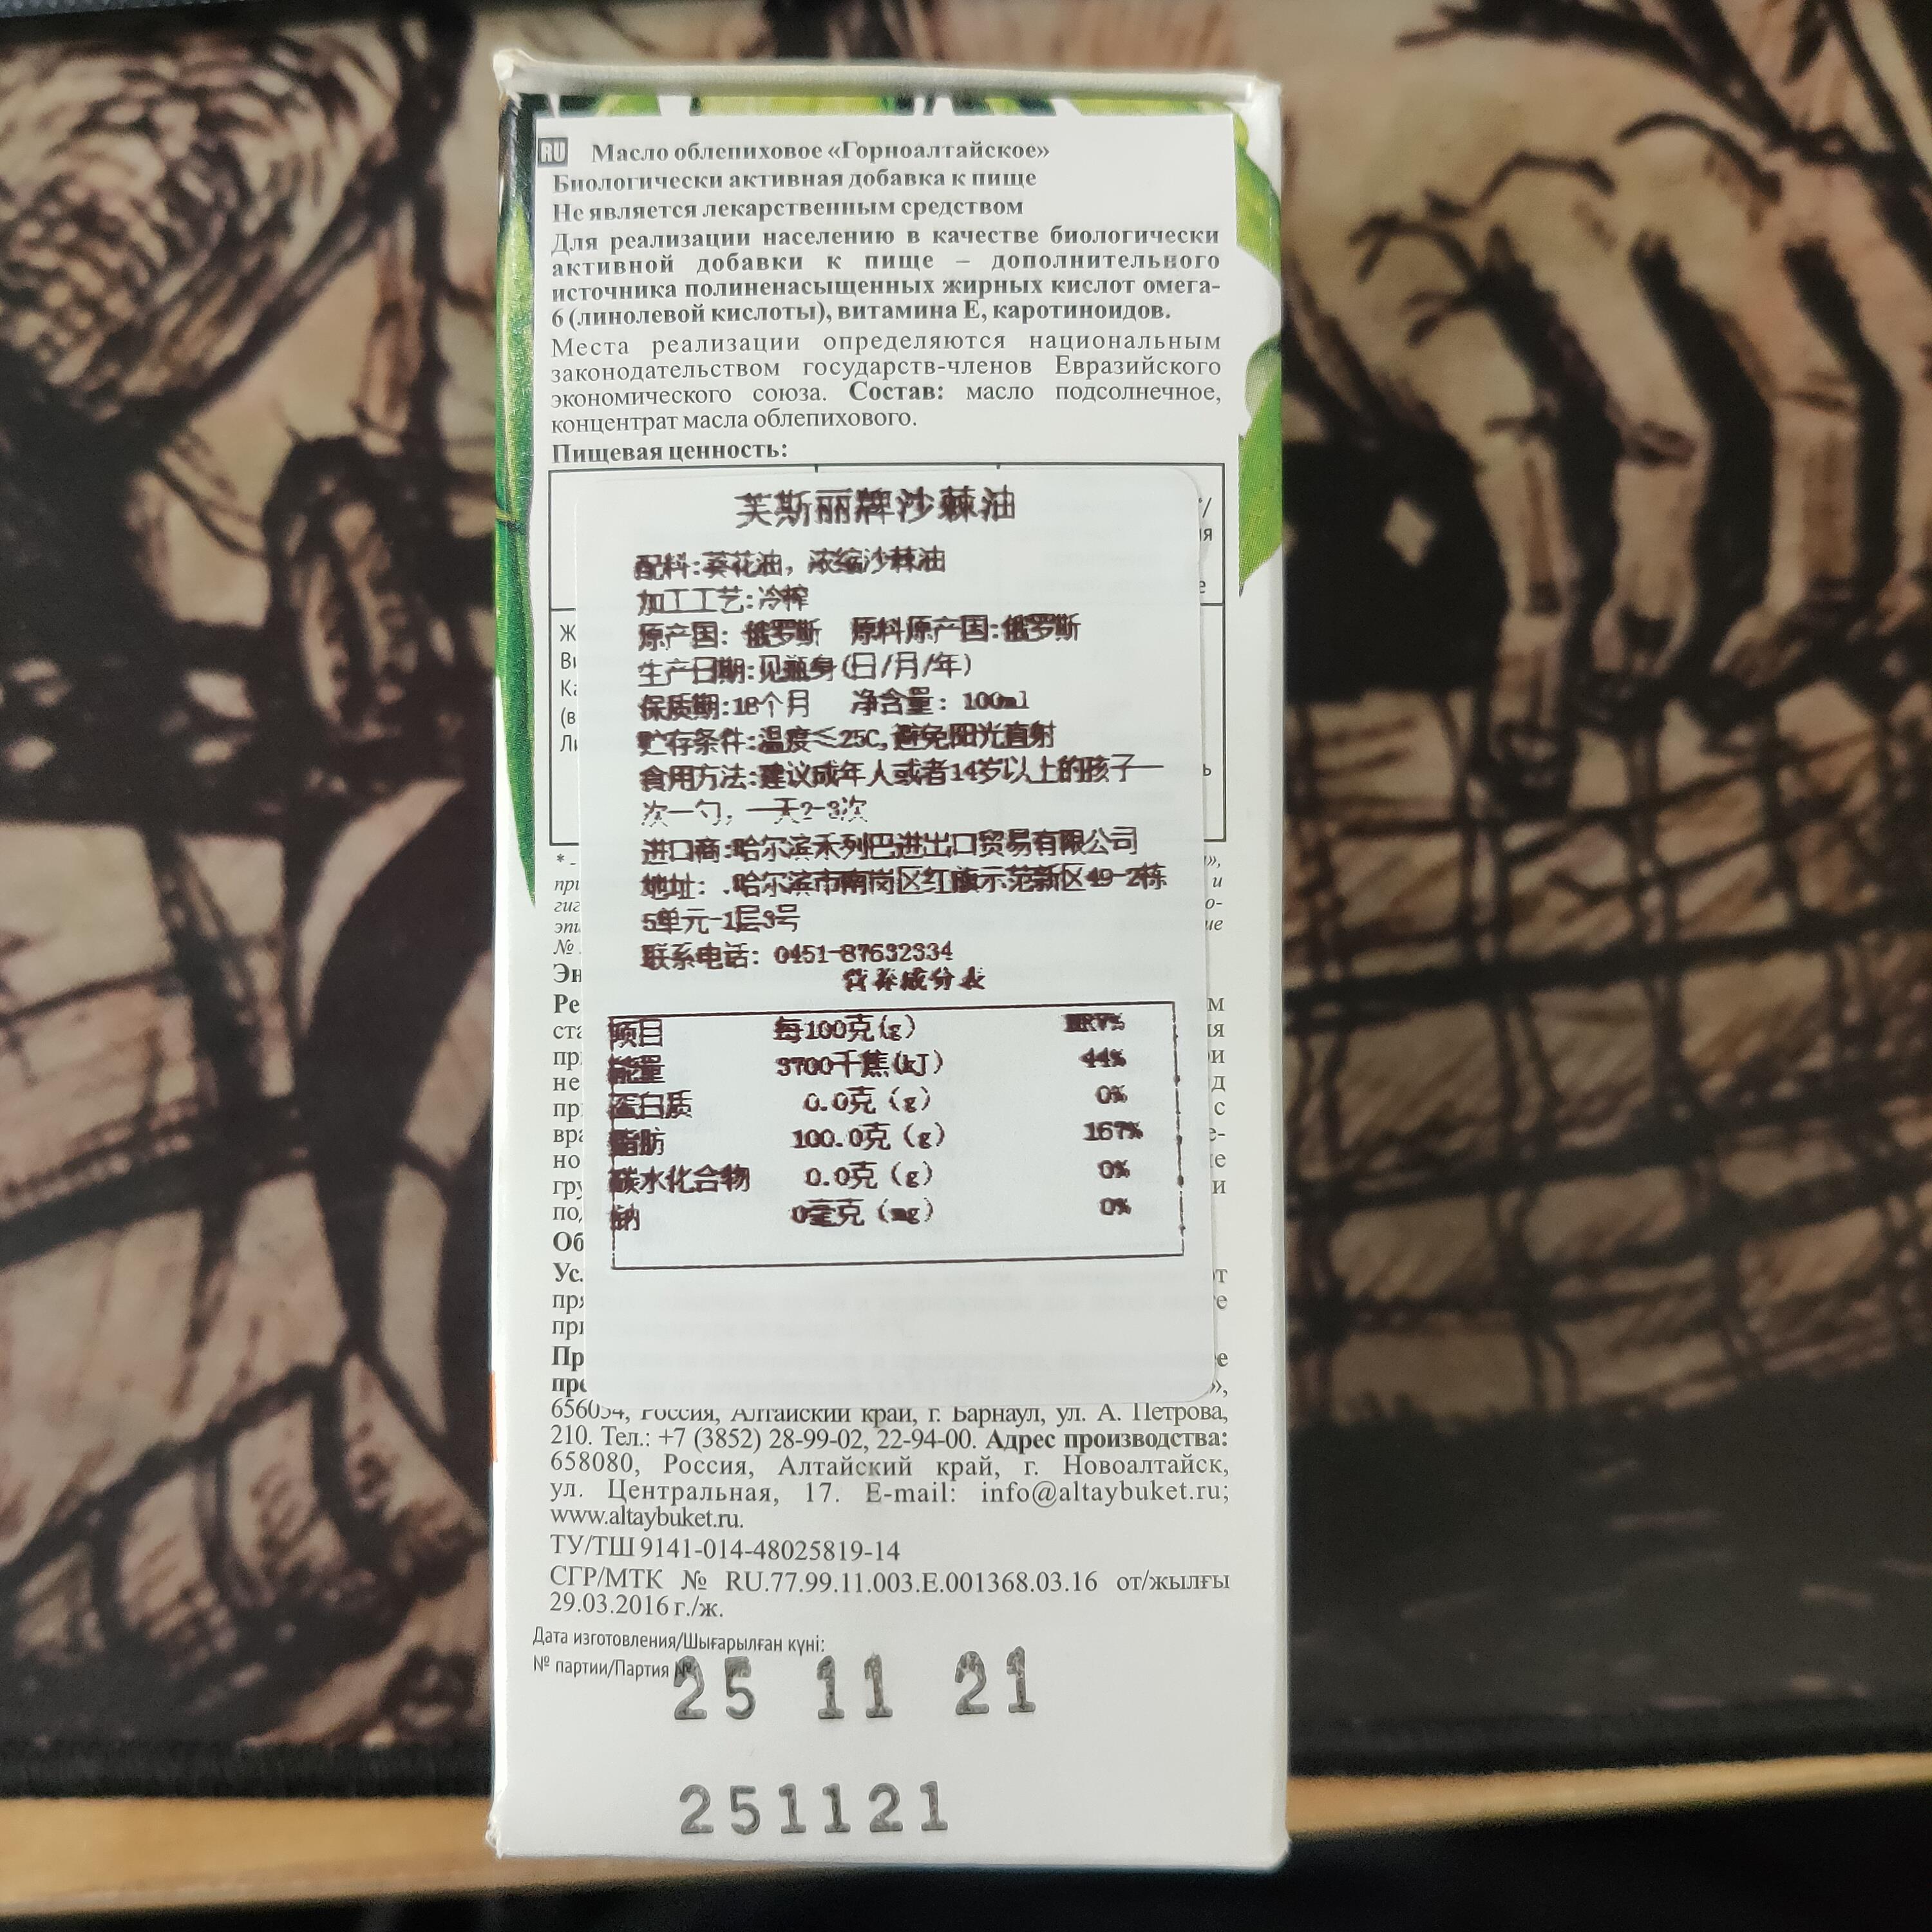 RU Масло облепиховое «Горноалтайское»
Биологически активная добавка к пище
Не является лекарственным средством
Для реализации населению в качестве биологически
активной добавки к пище – дополнительного
источника полиненасыщенных жирных кислот омега-
6 (линолевой кислоты), витамина Е, каротиноидов.
Места реализации определяются национальным
законодательством государств-членов Евразийского
экономического союза. Состав: масло подсолнечное,
концентрат масла облепихового.
Пищевая ценность:
芙斯丽牌沙棘油
配料:葵花油，浓缩沙棘油
加工工艺:冷榨
原产国：俄罗斯 原料原产国:俄罗斯
生产日期:见瓶身(日/月/年)
保质期:18个月 净含量：100ml
贮存条件:温度≤25C,避免阳光直射
食用方法:建议成年人或者14岁以上的孩子一
次一勺，一天2-3次
进口商:哈尔滨禾列巴进出口贸易有限公司
地址：.哈尔滨市南岗区红旗示范新区49-2栋
5单元-1层3号
联系电话：0451-87632334
营养成分表
项目 每100克(g) NRV%
能量 3700千焦(kJ) 44%
蛋白质 0.0克(g) 0%
脂肪 100.0克(g) 167%
碳水化合物 0.0克(g) 0%
钠 0毫克(mg) 0%
656034, Россия, Алтайский край, г. Барнаул, ул. А. Петрова,
210. Тел.: +7 (3852) 28-99-02, 22-94-00. Адрес производства:
658080, Россия, Алтайский край, г. Новоалтайск,
ул. Центральная, 17. E-mail: info@altaybuket.ru;
www.altaybuket.ru.
ТУ/ТШ 9141-014-48025819-14
СГР/МТК № RU.77.99.11.003.Е.001368.03.16 от/жылғы
29.03.2016 г./ж.
Дата изготовления/Шығарылған күні:
№ партии/Партия №
25 11 21
251121